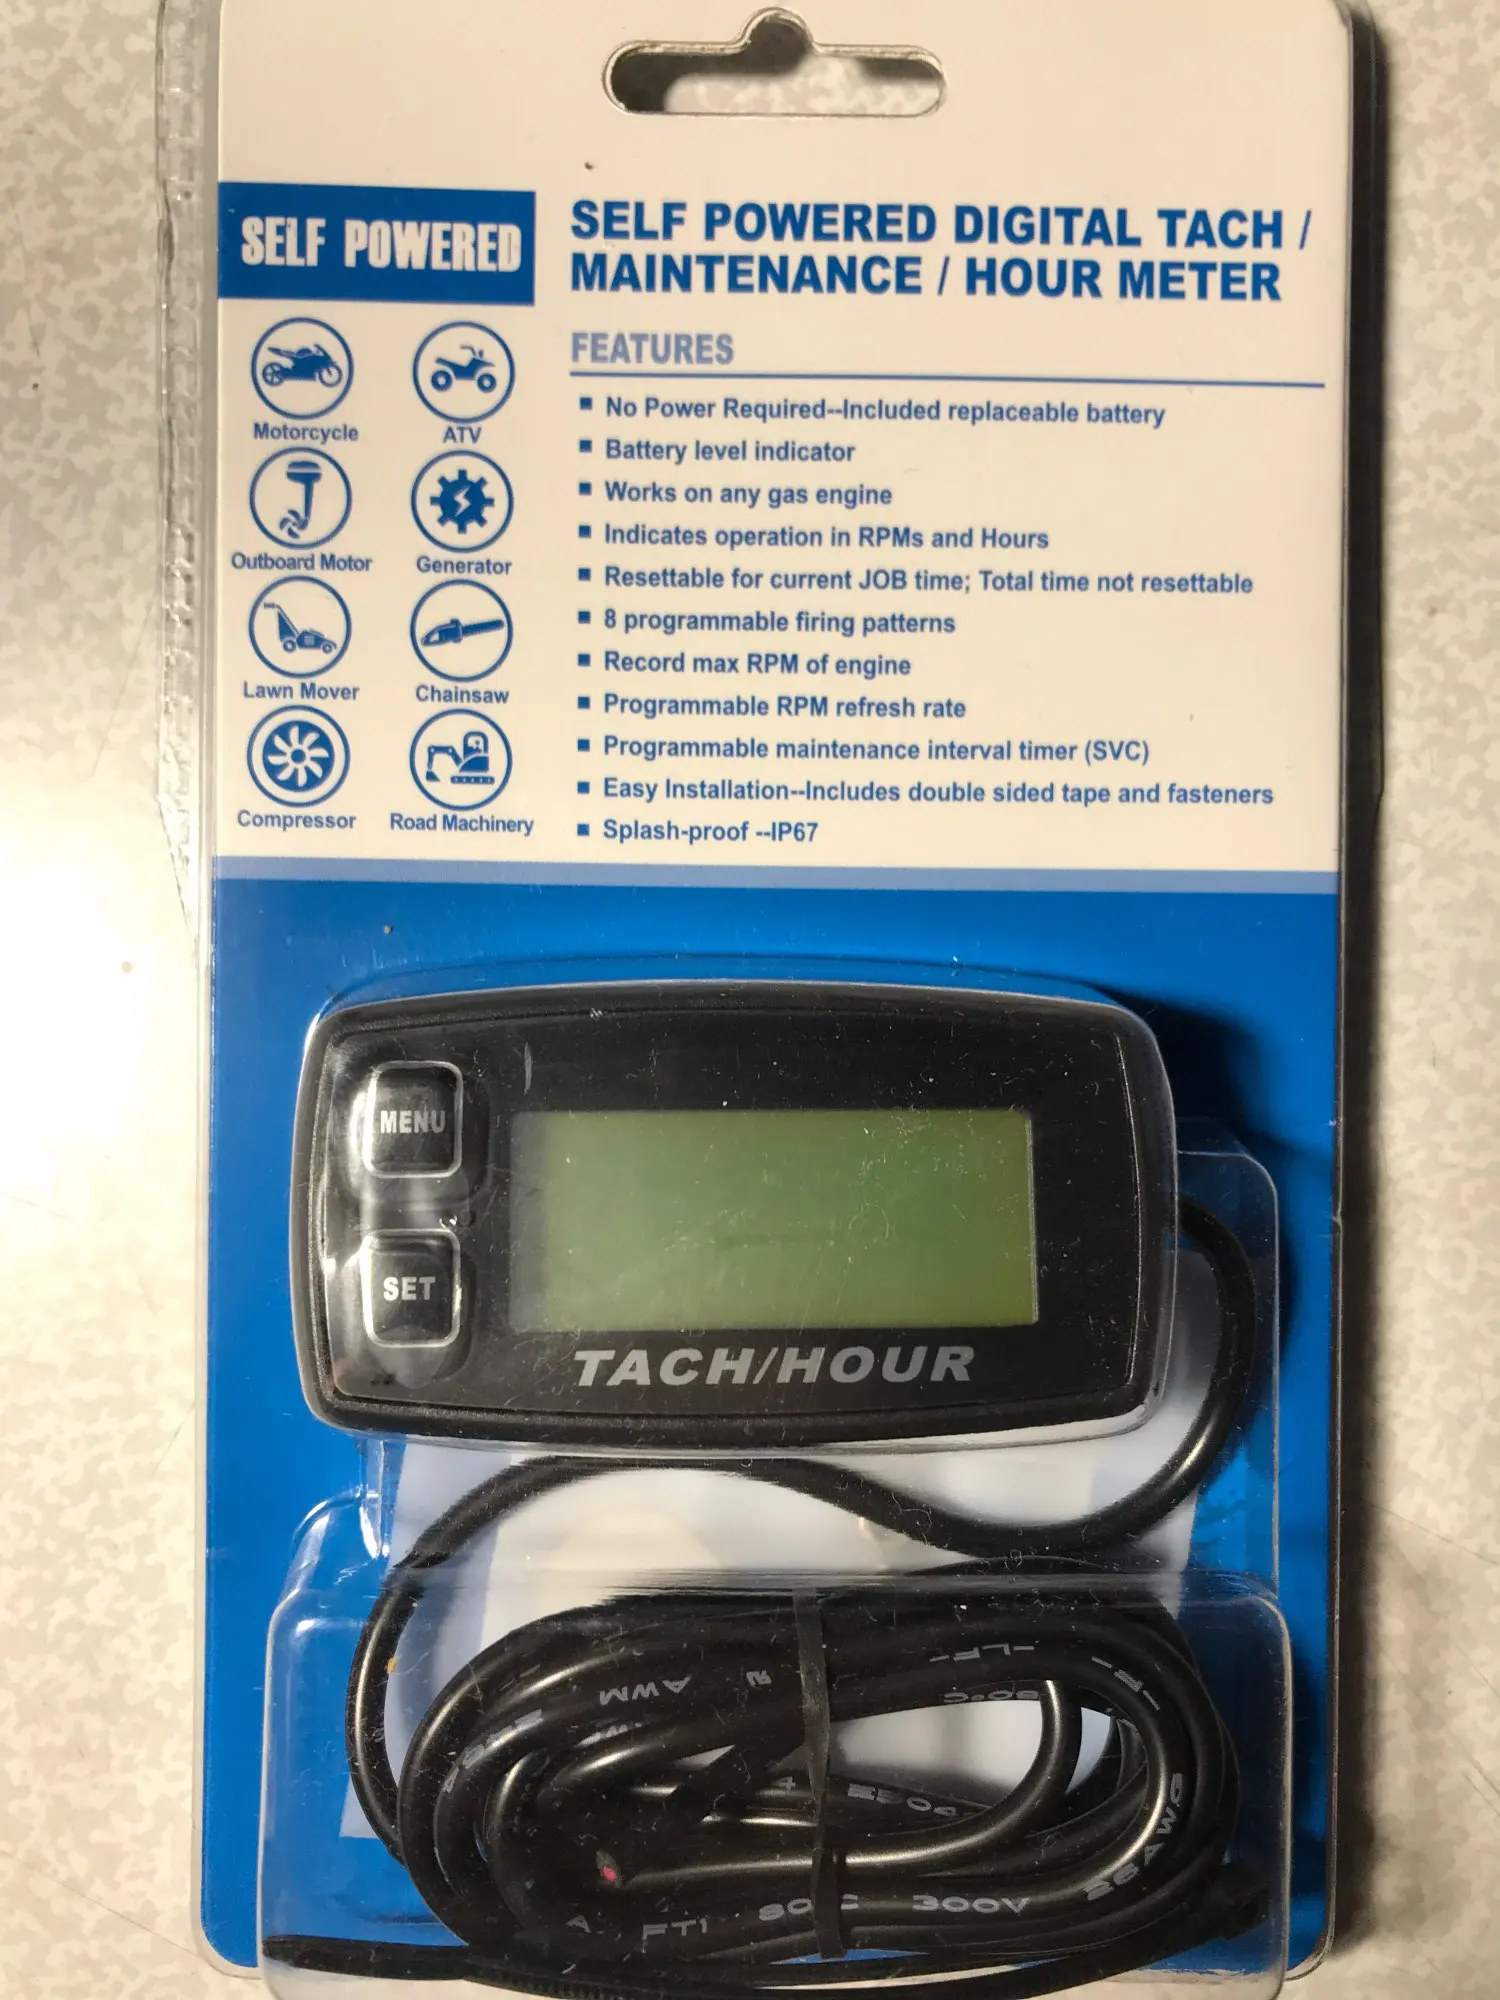 SELF POWERED
SELF POWERED DIGITAL TACH /
MAINTENANCE / HOUR METER
Motorcycle
ATV
Outboard Motor
Generator
Lawn Mover
Chainsaw
Compressor
Road Machinery
FEATURES
▪ No Power Required--Included replaceable battery
▪ Battery level indicator
▪ Works on any gas engine
▪ Indicates operation in RPMs and Hours
▪ Resettable for current JOB time; Total time not resettable
▪ 8 programmable firing patterns
▪ Record max RPM of engine
▪ Programmable RPM refresh rate
▪ Programmable maintenance interval timer (SVC)
▪ Easy Installation--Includes double sided tape and fasteners
▪ Splash-proof --IP67
MENU
SET
TACH/HOUR
AWM
-LF-
300V
26AWG